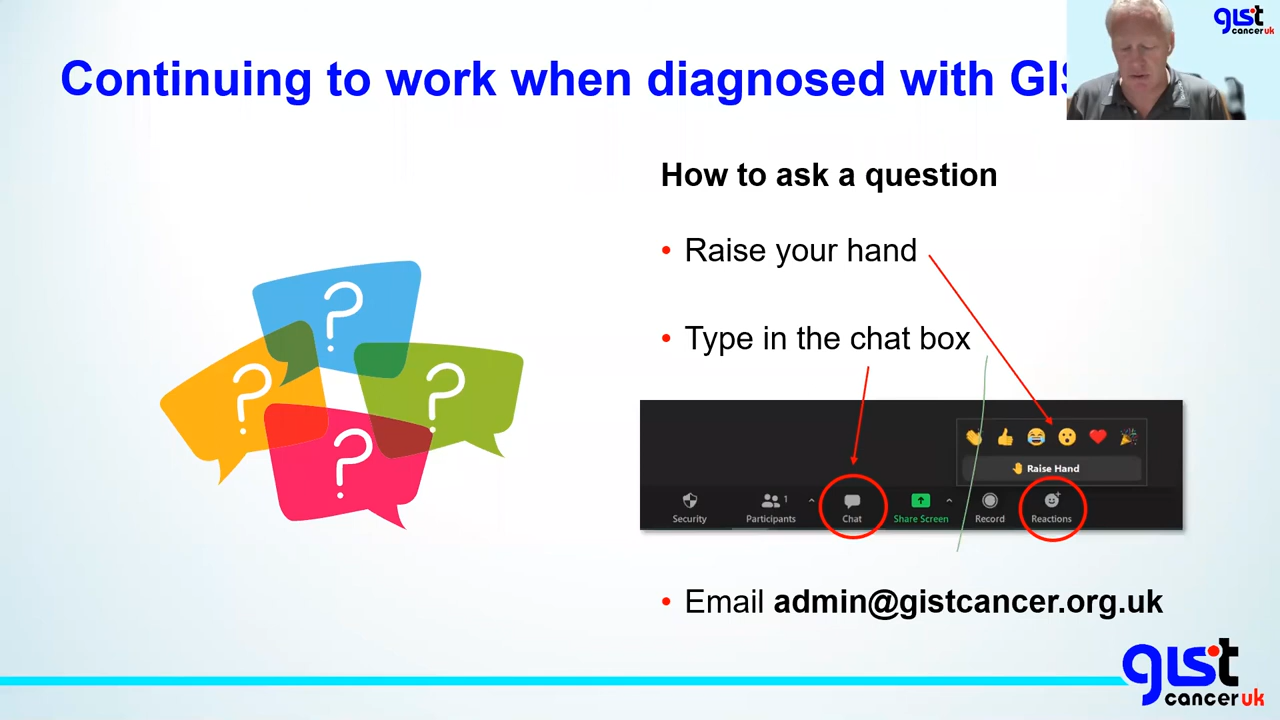 gist
cancer uk
Continuing to work when diagnosed with GIS
How to ask a question
• Raise your hand
• Type in the chat box
? ? ? ?
Raise Hand
Security
Participants 1
Chat
Share Screen
Record
Reactions
• Email admin@gistcancer.org.uk
gist
cancer uk